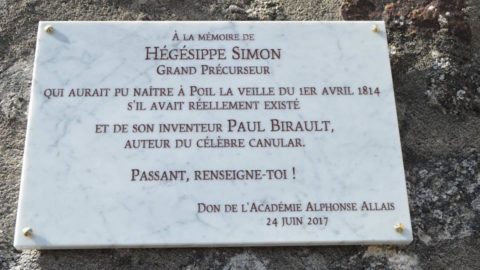 À LA MÉMOIRE DE
HÉGÉSIPPE SIMON
GRAND PRÉCURSEUR
QUI AURAIT PU NAÎTRE À POIL LA VEILLE DU 1ER AVRIL 1814
S'IL AVAIT RÉELLEMENT EXISTÉ
ET DE SON INVENTEUR PAUL BIRAULT,
AUTEUR DU CÉLÈBRE CANULAR.
PASSANT, RENSEIGNE-TOI !
DON DE L'ACADÉMIE ALPHONSE ALLAIS
24 JUIN 2017